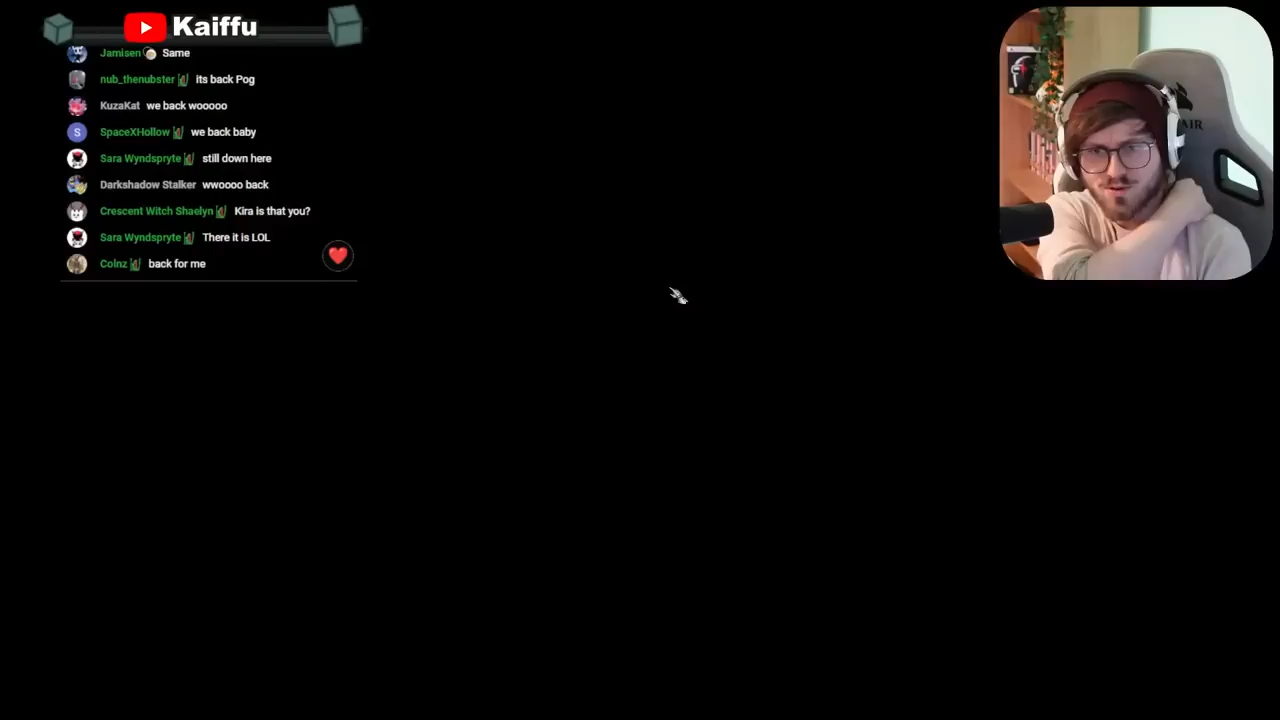 Kaiffu
Jamisen Same
nub_thenubster its back Pog
KuzaKat we back wooooo
S SpaceXHollow we back baby
Sara Wyndspryte still down here
Darkshadow Stalker wwoooo back
Crescent Witch Shaelyn Kira is that you?
Sara Wyndspryte There it is LOL
Colnz back for me